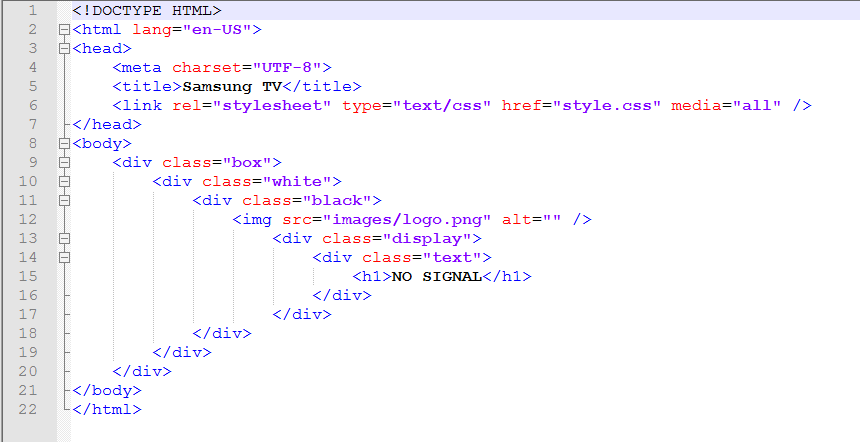 1 <!DOCTYPE HTML>
2 <html lang="en-US">
3 <head>
4     <meta charset="UTF-8">
5     <title>Samsung TV</title>
6     <link rel="stylesheet" type="text/css" href="style.css" media="all" />
7 </head>
8 <body>
9     <div class="box">
10         <div class="white">
11             <div class="black">
12                 <img src="images/logo.png" alt="" />
13                     <div class="display">
14                         <div class="text">
15                             <h1>NO SIGNAL</h1>
16                         </div>
17                     </div>
18             </div>
19         </div>
20     </div>
21 </body>
22 </html>